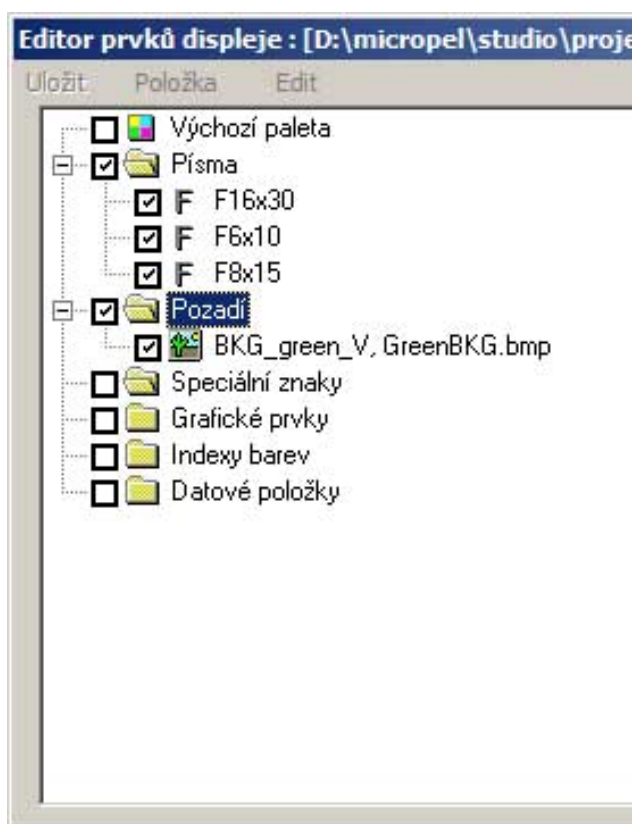 Editor prvků displeje : [D:\micropel\studio\proje
Uložit Položka Edit
Výchozí paleta
Písma
F F16x30
F F6x10
F F8x15
Pozadí
BKG_green_V, GreenBKG.bmp
Speciální znaky
Grafické prvky
Indexy barev
Datové položky